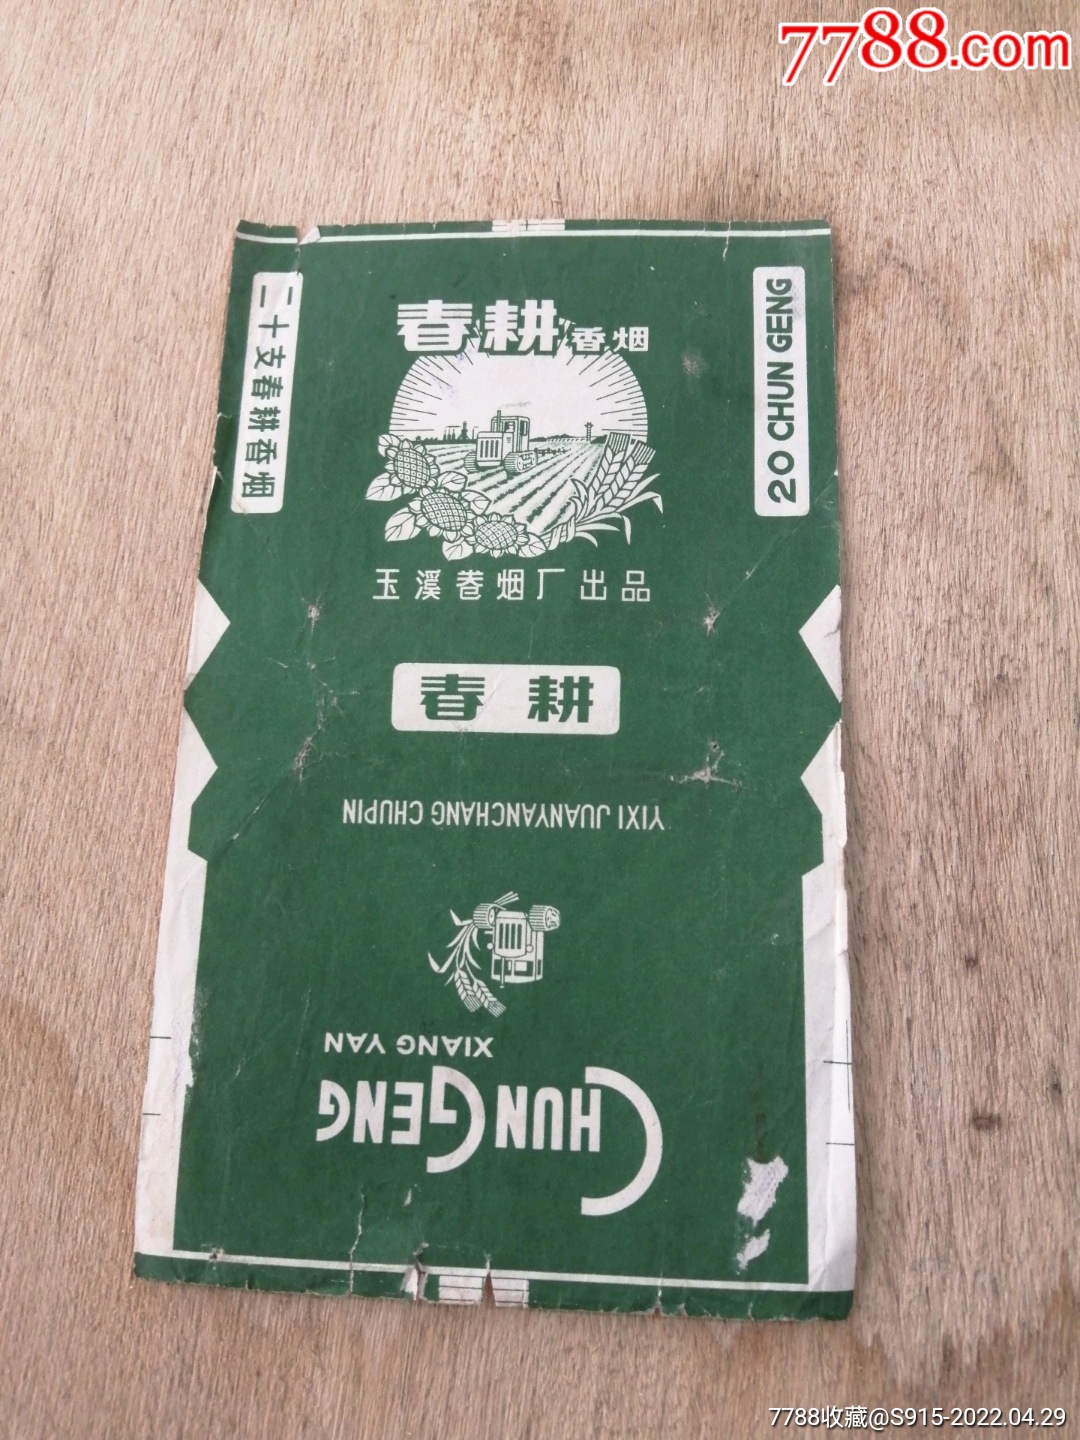 7788.com
春耕香烟
二十支春耕香烟
20 CHUN GENG
玉溪卷烟厂出品
春耕
YIXI JUANYANCHANG CHUPIN
XIANG YAN
CHUN GENG
7788收藏@S915-2022.04.29